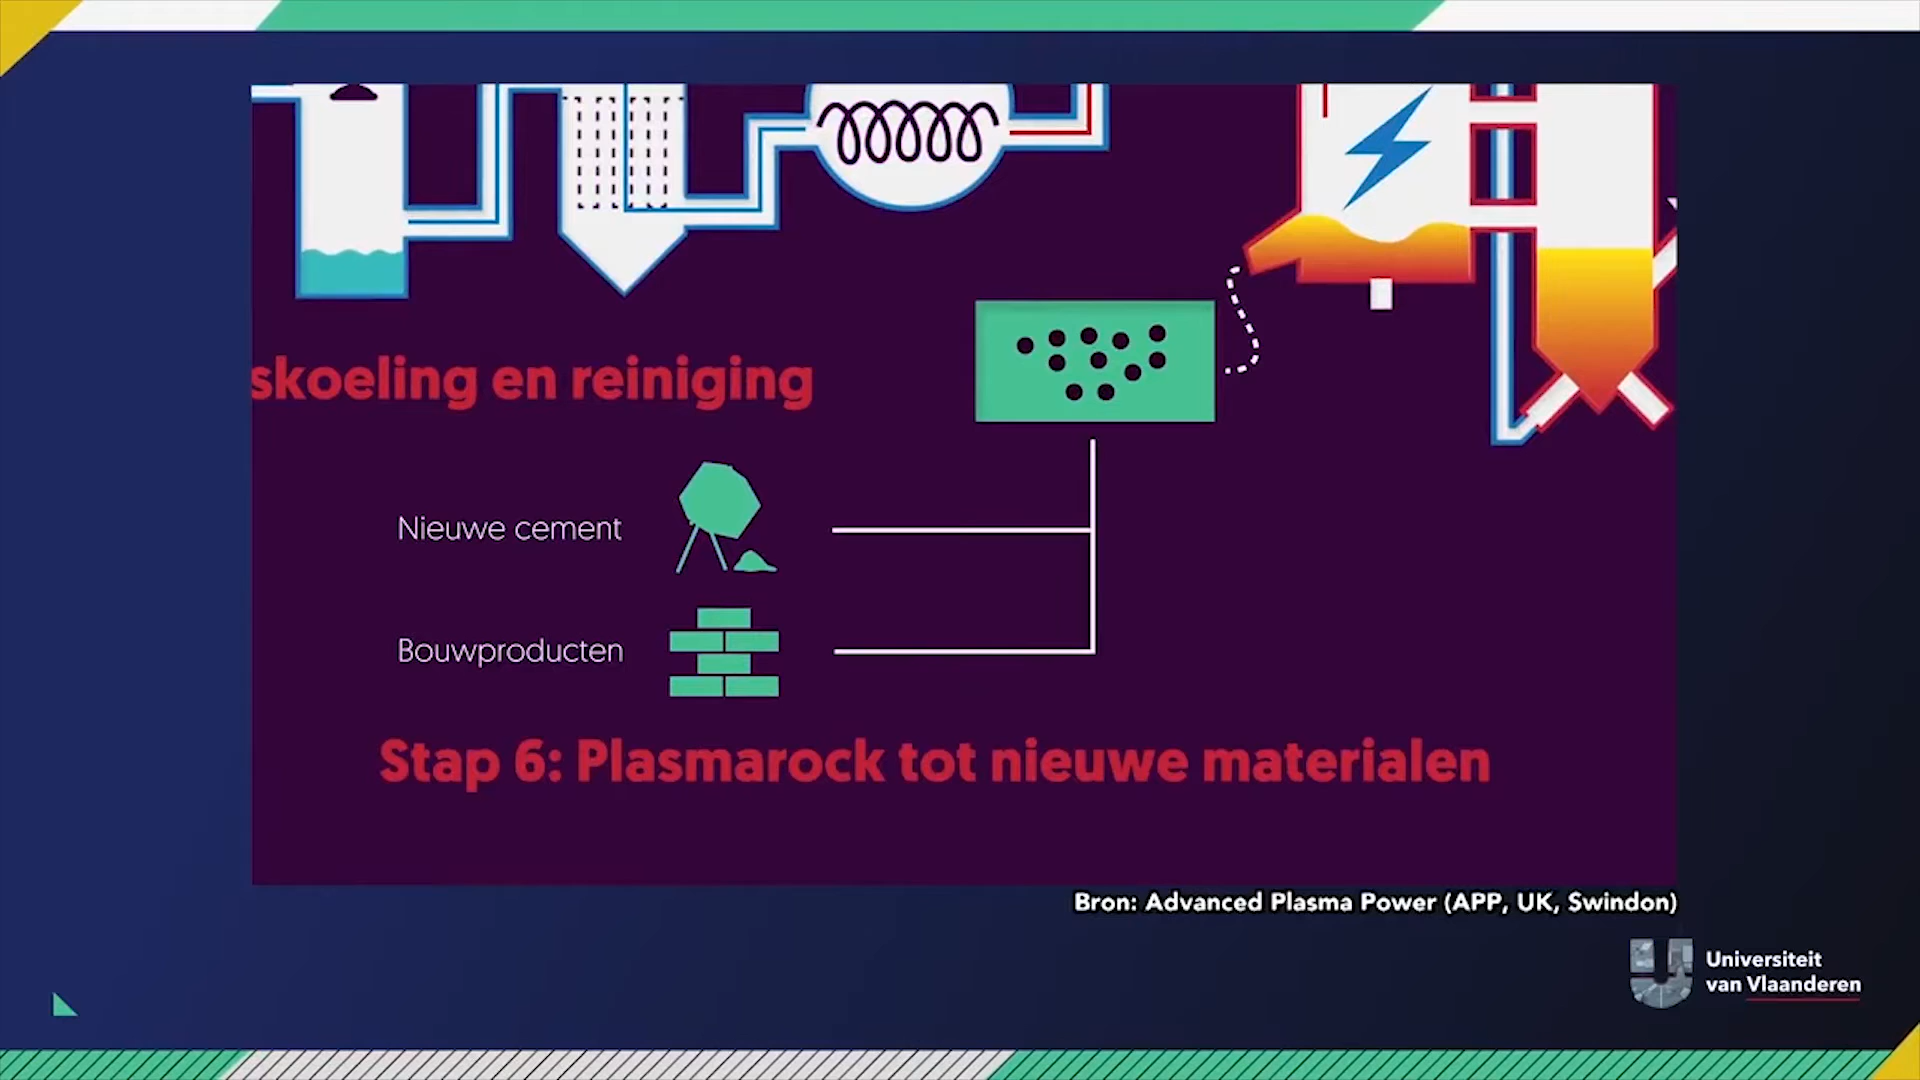 skoeling en reiniging
Nieuwe cement
Bouwproducten
Stap 6: Plasmarock tot nieuwe materialen
Bron: Advanced Plasma Power (APP, UK, Swindon)
Universiteit
van Vlaanderen